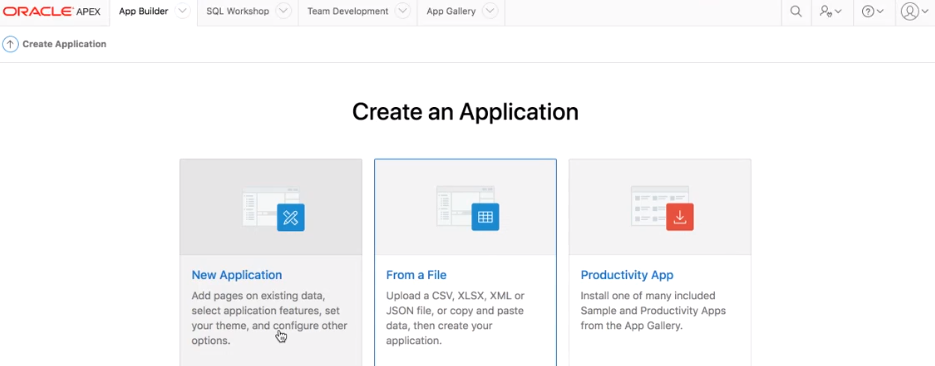 ORACLE APEX App Builder SQL Workshop Team Development App Gallery
Create Application
Create an Application
New Application
Add pages on existing data,
select application features, set
your theme, and configure other
options.
From a File
Upload a CSV, XLSX, XML or
JSON file, or copy and paste
data, then create your
application.
Productivity App
Install one of many included
Sample and Productivity Apps
from the App Gallery.